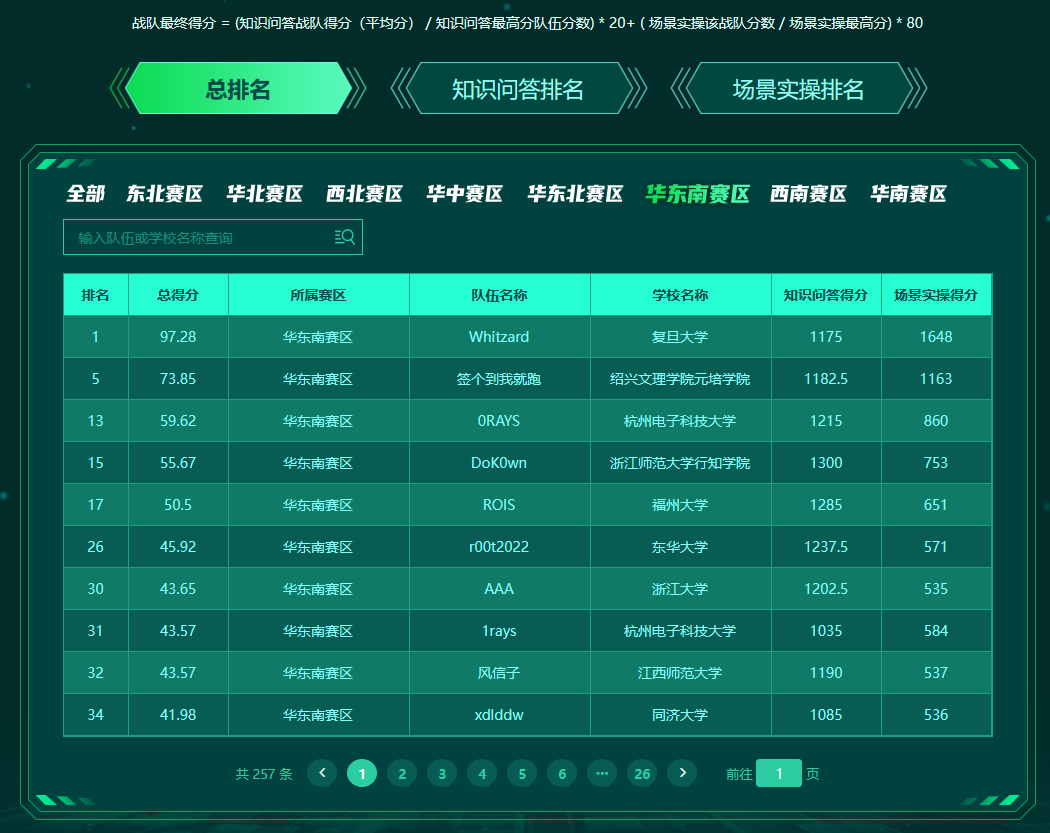 战队最终得分 = (知识问答战队得分（平均分） / 知识问答最高分队伍分数) * 20+ ( 场景实操该战队分数 / 场景实操最高分) * 80
总排名 知识问答排名 场景实操排名
全部 东北赛区 华北赛区 西北赛区 华中赛区 华东北赛区 华东南赛区 西南赛区 华南赛区
输入队伍或学校名称查询
排名 总得分 所属赛区 队伍名称 学校名称 知识问答得分 场景实操得分
1 97.28 华东南赛区 Whitzard 复旦大学 1175 1648
5 73.85 华东南赛区 签个到我就跑 绍兴文理学院元培学院 1182.5 1163
13 59.62 华东南赛区 0RAYS 杭州电子科技大学 1215 860
15 55.67 华东南赛区 DoK0wn 浙江师范大学行知学院 1300 753
17 50.5 华东南赛区 ROIS 福州大学 1285 651
26 45.92 华东南赛区 r00t2022 东华大学 1237.5 571
30 43.65 华东南赛区 AAA 浙江大学 1202.5 535
31 43.57 华东南赛区 1rays 杭州电子科技大学 1035 584
32 43.57 华东南赛区 风信子 江西师范大学 1190 537
34 41.98 华东南赛区 xdlddw 同济大学 1085 536
共 257 条 1 2 3 4 5 6 ··· 26 前往 1 页